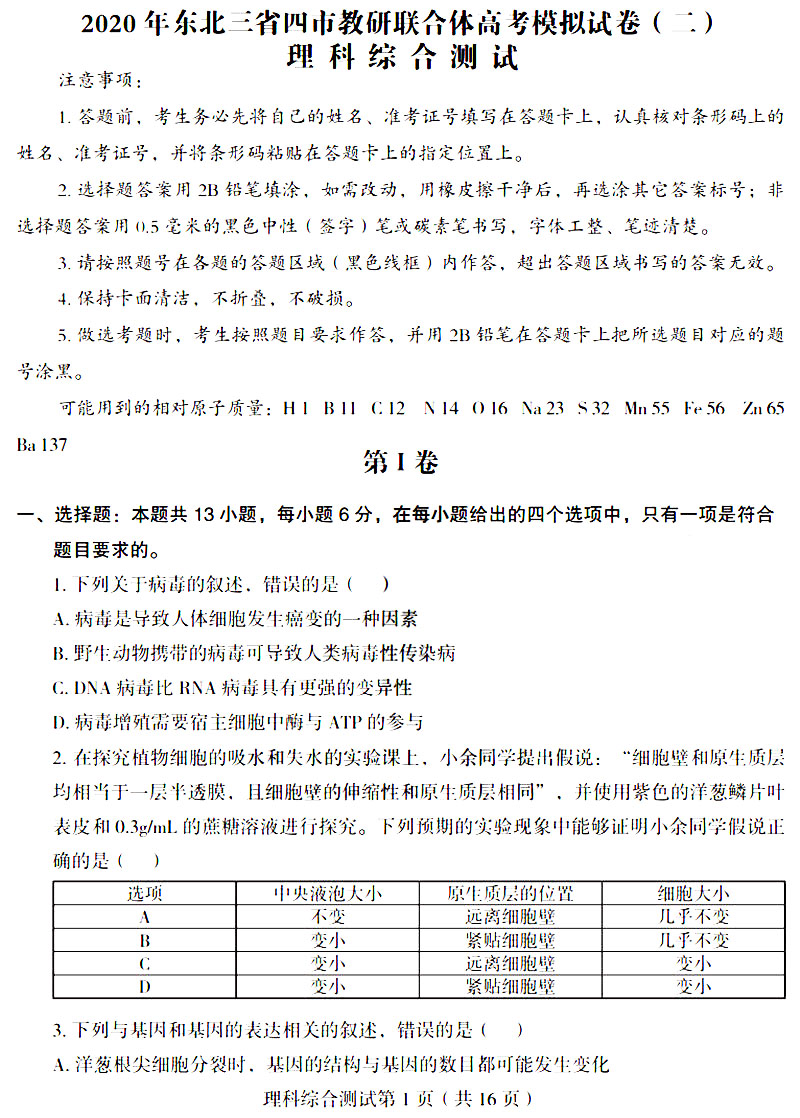 2020 年东北三省四市教研联合体高考模拟试卷（二）
理 科 综 合 测 试
注意事项：
1. 答题前，考生务必先将自己的姓名、准考证号填写在答题卡上，认真核对条形码上的
姓名、准考证号，并将条形码粘贴在答题卡上的指定位置上。
2. 选择题答案用 2B 铅笔填涂，如需改动，用橡皮擦干净后，再选涂其它答案标号；非
选择题答案用 0.5 毫米的黑色中性（签字）笔或碳素笔书写，字体工整、笔迹清楚。
3. 请按照题号在各题的答题区域（黑色线框）内作答，超出答题区域书写的答案无效。
4. 保持卡面清洁，不折叠，不破损。
5. 做选考题时，考生按照题目要求作答，并用 2B 铅笔在答题卡上把所选题目对应的题
号涂黑。
可能用到的相对原子质量：H 1 B 11 C 12 N 14 O 16 Na 23 S 32 Mn 55 Fe 56 Zn 65
Ba 137
第 I 卷
一、选择题：本题共 13 小题，每小题 6 分，在每小题给出的四个选项中，只有一项是符合
题目要求的。
1. 下列关于病毒的叙述，错误的是（ ）
A. 病毒是导致人体细胞发生癌变的一种因素
B. 野生动物携带的病毒可导致人类病毒性传染病
C. DNA 病毒比 RNA 病毒具有更强的变异性
D. 病毒增殖需要宿主细胞中酶与 ATP 的参与
2. 在探究植物细胞的吸水和失水的实验课上，小余同学提出假说：“细胞壁和原生质层
均相当于一层半透膜，且细胞壁的伸缩性和原生质层相同”，并使用紫色的洋葱鳞片叶
表皮和 0.3g/mL 的蔗糖溶液进行探究。下列预期的实验现象中能够证明小余同学假说正
确的是（ ）
选项 中央液泡大小 原生质层的位置 细胞大小
A 不变 远离细胞壁 几乎不变
B 变小 紧贴细胞壁 几乎不变
C 变小 远离细胞壁 变小
D 变小 紧贴细胞壁 变小
3. 下列与基因和基因的表达相关的叙述，错误的是（ ）
A. 洋葱根尖细胞分裂时，基因的结构与基因的数目都可能发生变化
理科综合测试第 1 页（共 16 页）